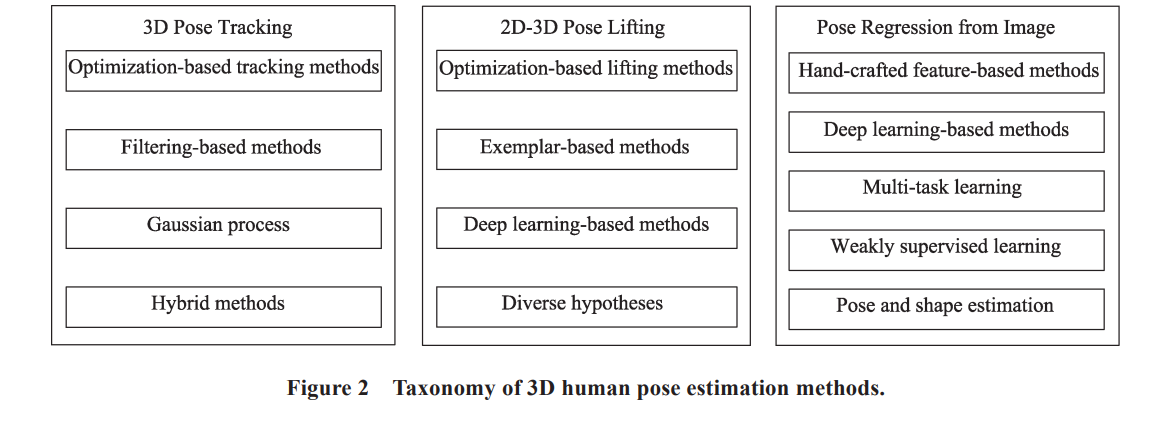 3D Pose Tracking
Optimization-based tracking methods
Filtering-based methods
Gaussian process
Hybrid methods
2D-3D Pose Lifting
Optimization-based lifting methods
Exemplar-based methods
Deep learning-based methods
Diverse hypotheses
Pose Regression from Image
Hand-crafted feature-based methods
Deep learning-based methods
Multi-task learning
Weakly supervised learning
Pose and shape estimation
Figure 2 Taxonomy of 3D human pose estimation methods.